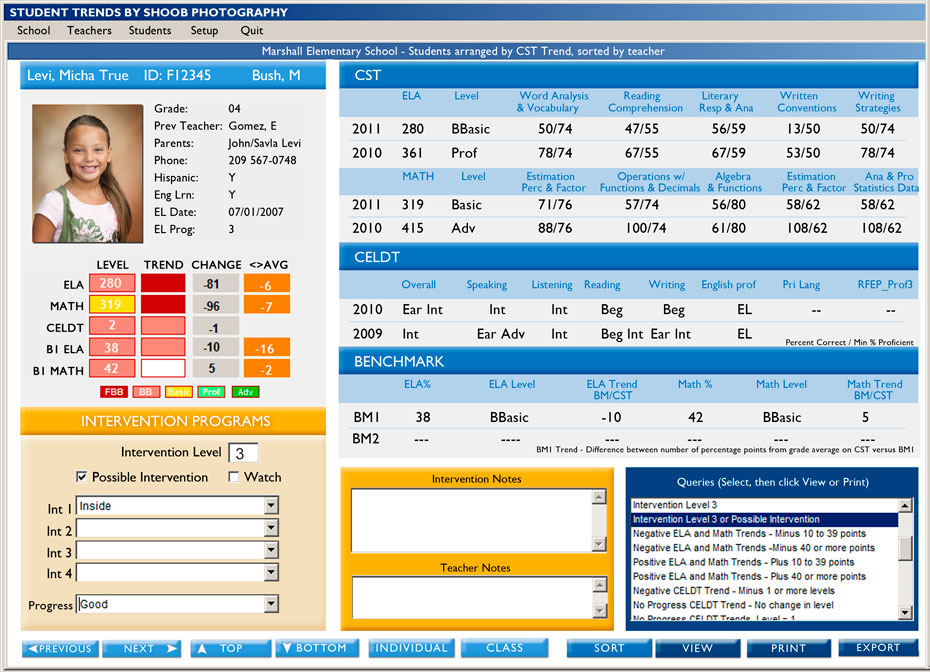 STUDENT TRENDS BY SHOOB PHOTOGRAPHY
School Teachers Students Setup Quit
Marshall Elementary School - Students arranged by CST Trend, sorted by teacher
Levi, Micha True ID: F12345 Bush, M
Grade: 04
Prev Teacher: Gomez, E
Parents: John/Savla Levi
Phone: 209 567-0748
Hispanic: Y
Eng Lrn: Y
EL Date: 07/01/2007
EL Prog: 3
LEVEL TREND CHANGE <>AVG
ELA 280 -81 -6
MATH 319 -96 -7
CELDT 2 -1
B1 ELA 38 -10 -16
B1 MATH 42 5 -2
FBB BB Basic Prof Adv
INTERVENTION PROGRAMS
Intervention Level 3
Possible Intervention Watch
Int 1 Inside
Int 2
Int 3
Int 4
Progress Good
CST
ELA Level Word Analysis & Vocabulary Reading Comprehension Literary Resp & Ana Written Conventions Writing Strategies
2011 280 BBasic 50/74 47/55 56/59 13/50 50/74
2010 361 Prof 78/74 67/55 67/59 53/50 78/74
MATH Level Estimation Perc & Factor Operations w/ Functions & Decimals Algebra & Functions Estimation Perc & Factor Ana & Pro Statistics Data
2011 319 Basic 71/76 57/74 56/80 58/62 58/62
2010 415 Adv 88/76 100/74 61/80 108/62 108/62
CELDT
Overall Speaking Listening Reading Writing English prof Pri Lang RFEP_Prof3
2010 Ear Int Int Int Beg Beg EL -- --
2009 Int Ear Adv Int Beg Int Ear Int EL
Percent Correct / Min % Proficient
BENCHMARK
ELA% ELA Level ELA Trend BM/CST Math % Math Level Math Trend BM/CST
BM1 38 BBasic -10 42 BBasic 5
BM2 --- ---- --- --- --- ---
BM1 Trend - Difference between number of percentage points from grade average on CST versus BM1
Intervention Notes
Teacher Notes
Queries (Select, then click View or Print)
Intervention Level 3
Intervention Level 3 or Possible Intervention
Negative ELA and Math Trends - Minus 10 to 39 points
Negative ELA and Math Trends -Minus 40 or more points
Positive ELA and Math Trends - Plus 10 to 39 points
Positive ELA and Math Trends - Plus 40 or more points
Negative CELDT Trend - Minus 1 or more levels
No Progress CELDT Trend - No change in level
No Progress CELDT Trends Level = 1
PREVIOUS NEXT TOP BOTTOM INDIVIDUAL CLASS SORT VIEW PRINT EXPORT